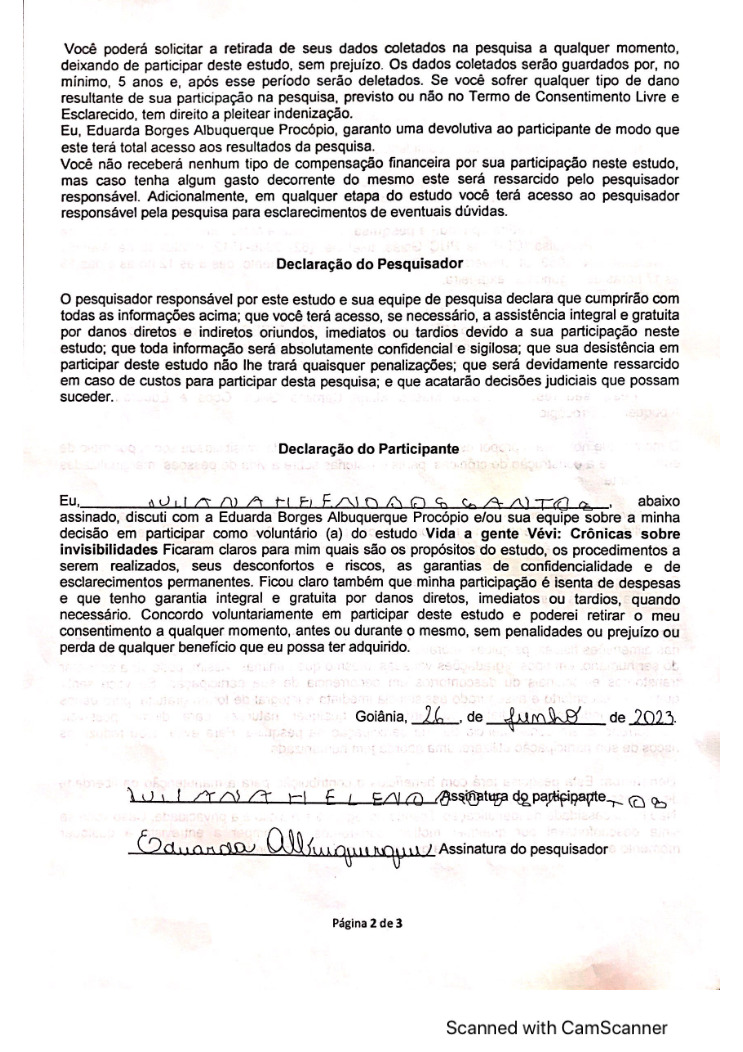 Você poderá solicitar a retirada de seus dados coletados na pesquisa a qualquer momento,
deixando de participar deste estudo, sem prejuízo. Os dados coletados serão guardados por, no
mínimo, 5 anos e, após esse período serão deletados. Se você sofrer qualquer tipo de dano
resultante de sua participação na pesquisa, previsto ou não no Termo de Consentimento Livre e
Esclarecido, tem direito a pleitear indenização.
Eu, Eduarda Borges Albuquerque Procópio, garanto uma devolutiva ao participante de modo que
este terá total acesso aos resultados da pesquisa.
Você não receberá nenhum tipo de compensação financeira por sua participação neste estudo,
mas caso tenha algum gasto decorrente do mesmo este será ressarcido pelo pesquisador
responsável. Adicionalmente, em qualquer etapa do estudo você terá acesso ao pesquisador
responsável pela pesquisa para esclarecimentos de eventuais dúvidas.
Declaração do Pesquisador
O pesquisador responsável por este estudo e sua equipe de pesquisa declara que cumprirão com
todas as informações acima; que você terá acesso, se necessário, a assistência integral e gratuita
por danos diretos e indiretos oriundos, imediatos ou tardios devido a sua participação neste
estudo; que toda informação será absolutamente confidencial e sigilosa; que sua desistência em
participar deste estudo não lhe trará quaisquer penalizações; que será devidamente ressarcido
em caso de custos para participar desta pesquisa; e que acatarão decisões judiciais que possam
suceder.
Declaração do Participante
Eu, , abaixo
assinado, discuti com a Eduarda Borges Albuquerque Procópio e/ou sua equipe sobre a minha
decisão em participar como voluntário (a) do estudo Vida a gente Vévi: Crônicas sobre
invisibilidades Ficaram claros para mim quais são os propósitos do estudo, os procedimentos a
serem realizados, seus desconfortos e riscos, as garantias de confidencialidade e de
esclarecimentos permanentes. Ficou claro também que minha participação é isenta de despesas
e que tenho garantia integral e gratuita por danos diretos, imediatos ou tardios, quando
necessário. Concordo voluntariamente em participar deste estudo e poderei retirar o meu
consentimento a qualquer momento, antes ou durante o mesmo, sem penalidades ou prejuízo ou
perda de qualquer benefício que eu possa ter adquirido.
Goiânia, 26, de Junho de 2023.
Assinatura do participante
Eduarda Albuquerque Assinatura do pesquisador
Página 2 de 3
Scanned with CamScanner